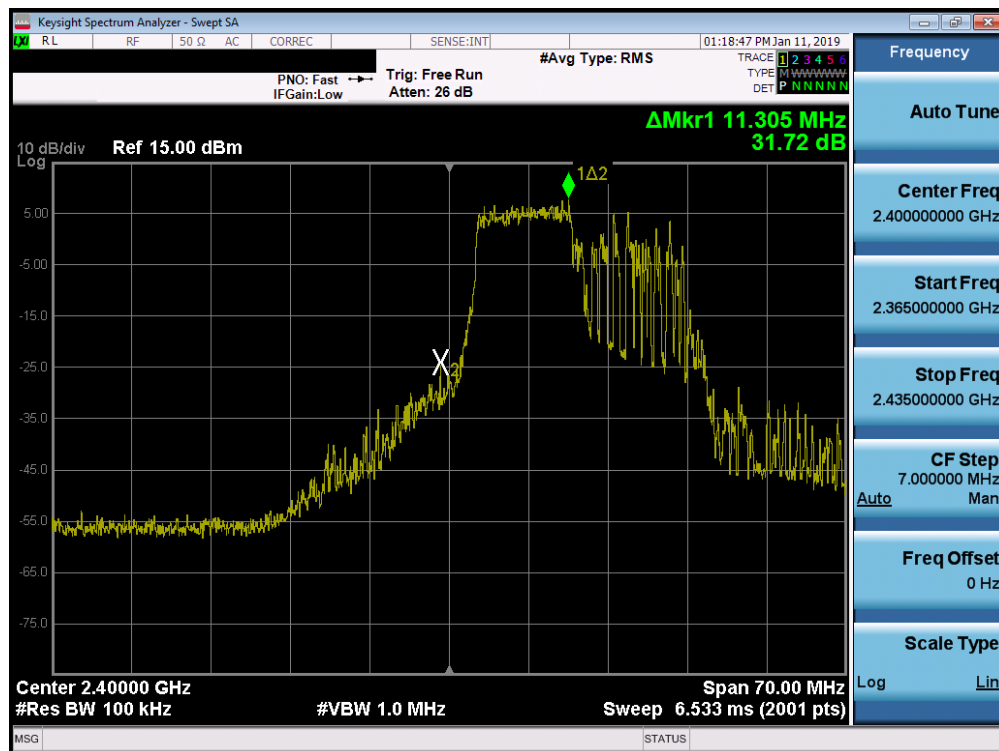 Keysight Spectrum Analyzer - Swept SA
LXI RL RF 50 Ω AC CORREC SENSE:INT 01:18:47 PM Jan 11, 2019
PNO: Fast
IFGain:Low
Trig: Free Run
Atten: 26 dB
#Avg Type: RMS
TRACE 1 2 3 4 5 6
TYPE M WWWWW
DET P N N N N N
ΔMkr1 11.305 MHz
31.72 dB
10 dB/div
Log
Ref 15.00 dBm
1Δ2
5.00
-5.00
-15.0
-25.0
X2
-35.0
-45.0
-55.0
-65.0
-75.0
Center 2.40000 GHz
Span 70.00 MHz
#Res BW 100 kHz
#VBW 1.0 MHz
Sweep 6.533 ms (2001 pts)
MSG
STATUS
Frequency
Auto Tune
Center Freq
2.400000000 GHz
Start Freq
2.365000000 GHz
Stop Freq
2.435000000 GHz
CF Step
7.000000 MHz
Auto Man
Freq Offset
0 Hz
Scale Type
Log Lin